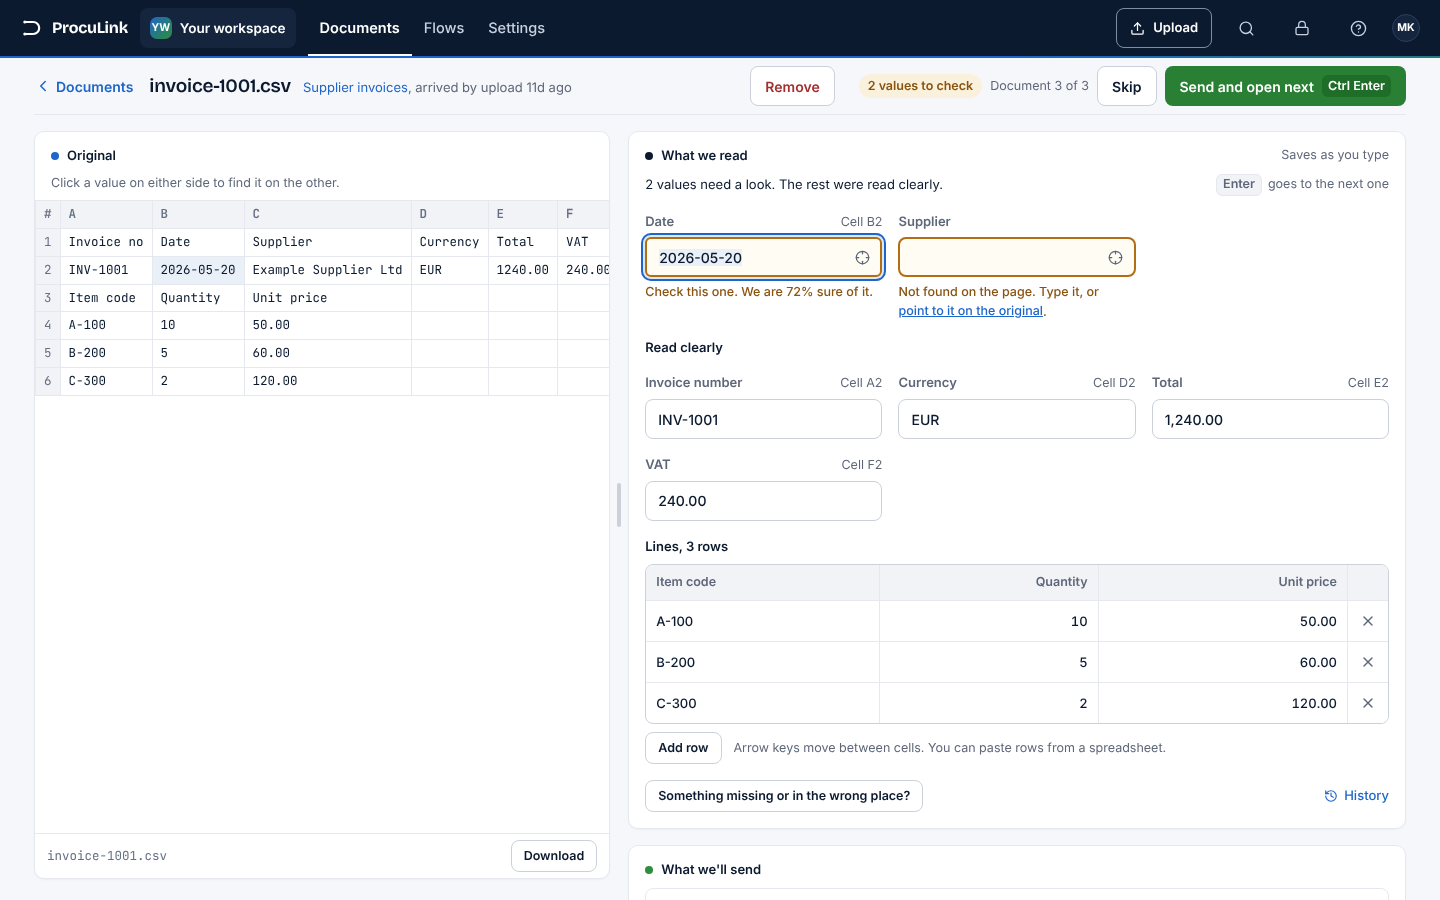 ProcuLink YW Your workspace Documents Flows Settings Upload MK
Documents invoice-1001.csv Supplier invoices, arrived by upload 11d ago Remove 2 values to check Document 3 of 3 Skip Send and open next Ctrl Enter
Original
Click a value on either side to find it on the other.
# A B C D E F
1 Invoice no Date Supplier Currency Total VAT
2 INV-1001 2026-05-20 Example Supplier Ltd EUR 1240.00 240.00
3 Item code Quantity Unit price
4 A-100 10 50.00
5 B-200 5 60.00
6 C-300 2 120.00
invoice-1001.csv Download
What we read Saves as you type
2 values need a look. The rest were read clearly. Enter goes to the next one
Date Cell B2 Supplier
2026-05-20
Check this one. We are 72% sure of it. Not found on the page. Type it, or
point to it on the original.
Read clearly
Invoice number Cell A2 Currency Cell D2 Total Cell E2
INV-1001 EUR 1,240.00
VAT Cell F2
240.00
Lines, 3 rows
Item code Quantity Unit price
A-100 10 50.00
B-200 5 60.00
C-300 2 120.00
Add row Arrow keys move between cells. You can paste rows from a spreadsheet.
Something missing or in the wrong place? History
What we'll send